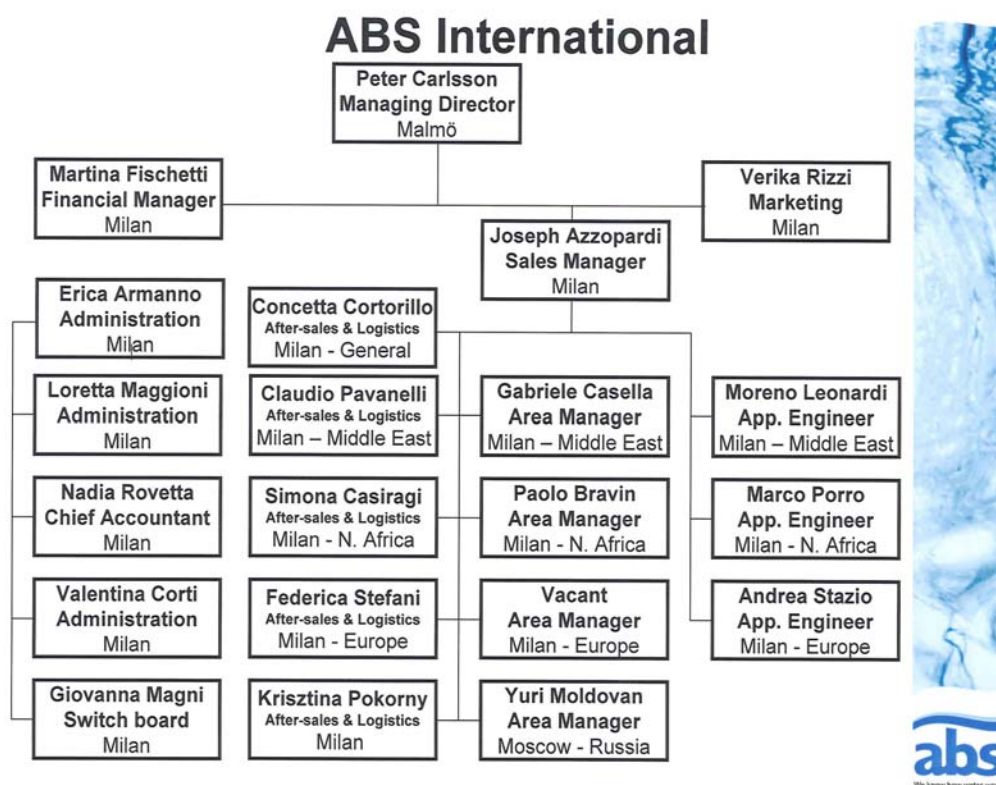 ABS International
Peter Carlsson
Managing Director
Malmö
Martina Fischetti
Financial Manager
Milan
Verika Rizzi
Marketing
Milan
Joseph Azzopardi
Sales Manager
Milan
Erica Armanno
Administration
Milan
Concetta Cortorillo
After-sales & Logistics
Milan - General
Loretta Maggioni
Administration
Milan
Claudio Pavanelli
After-sales & Logistics
Milan – Middle East
Gabriele Casella
Area Manager
Milan – Middle East
Moreno Leonardi
App. Engineer
Milan – Middle East
Nadia Rovetta
Chief Accountant
Milan
Simona Casiragi
After-sales & Logistics
Milan - N. Africa
Paolo Bravin
Area Manager
Milan - N. Africa
Marco Porro
App. Engineer
Milan - N. Africa
Valentina Corti
Administration
Milan
Federica Stefani
After-sales & Logistics
Milan - Europe
Vacant
Area Manager
Milan - Europe
Andrea Stazio
App. Engineer
Milan - Europe
Giovanna Magni
Switch board
Milan
Krisztina Pokorny
After-sales & Logistics
Milan
Yuri Moldovan
Area Manager
Moscow - Russia
abs